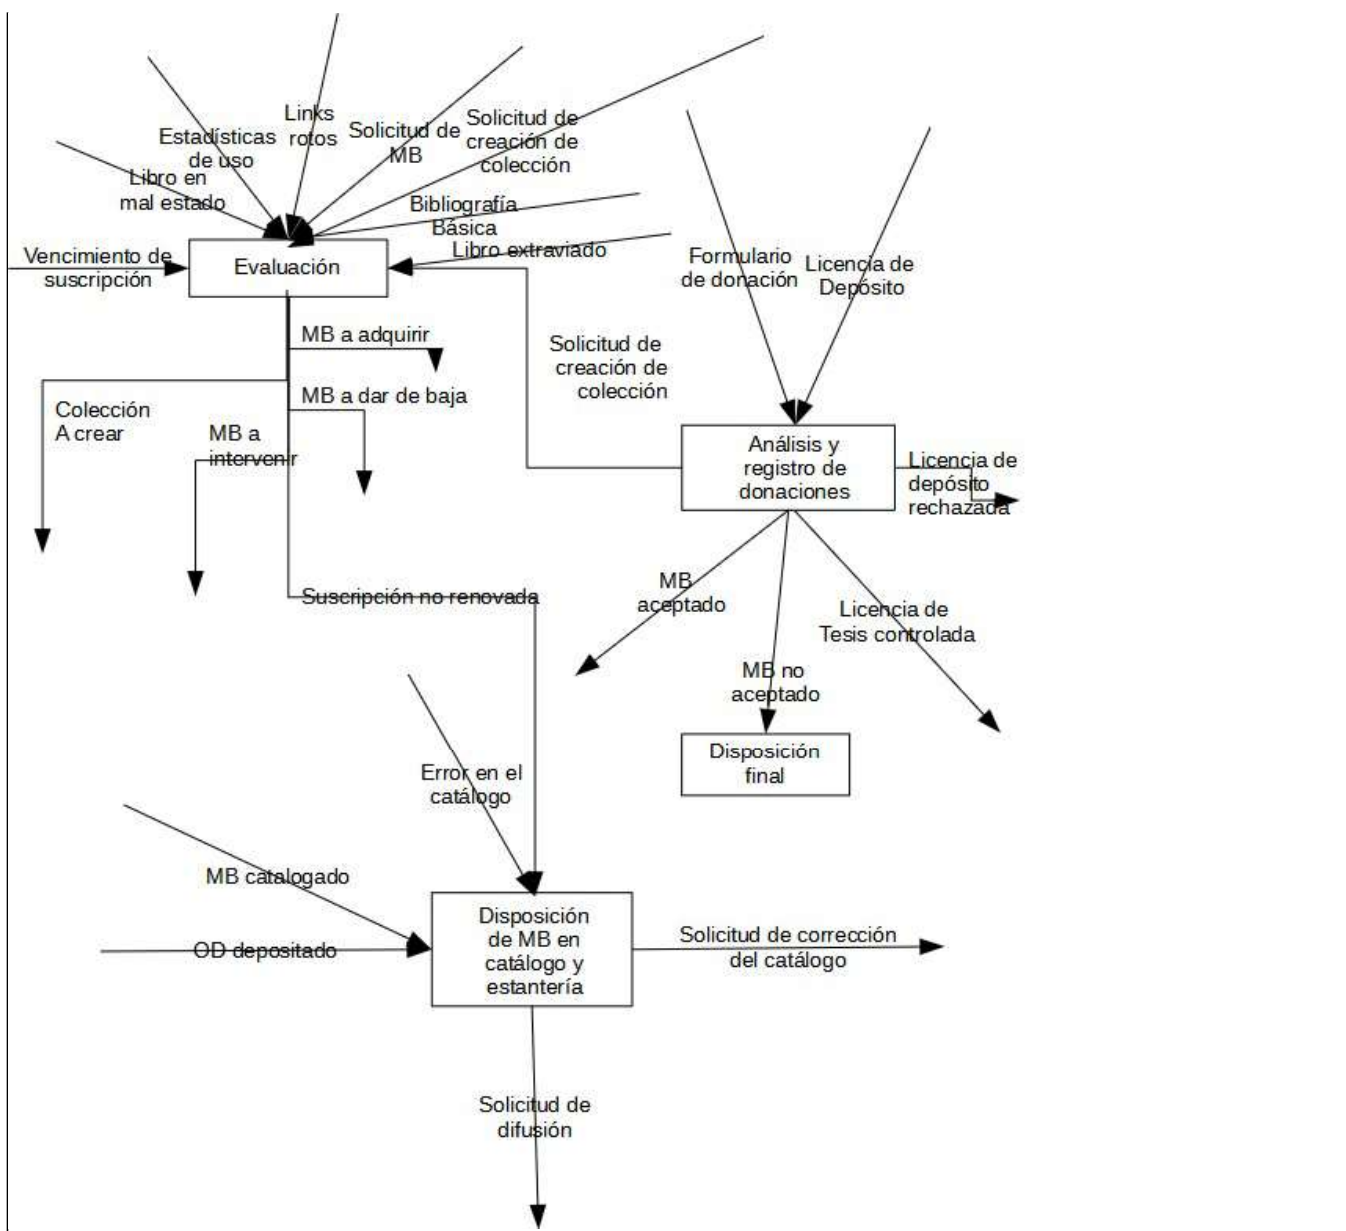 Links
rotos
Estadísticas
de uso
Solicitud de
MB
Solicitud de
creación de
colección
Libro en
mal estado
Bibliografía
Básica
Libro extraviado
Vencimiento de
suscripción
Evaluación
Formulario
de donación
Licencia de
Depósito
MB a adquirir
Solicitud de
creación de
colección
MB a dar de baja
Colección
A crear
MB a
intervenir
Análisis y
registro de
donaciones
Licencia de
depósito
rechazada
Suscripción no renovada
MB
aceptado
Licencia de
Tesis controlada
MB no
aceptado
Disposición
final
Error en el
catálogo
MB catalogado
OD depositado
Disposición
de MB en
catálogo y
estantería
Solicitud de corrección
del catálogo
Solicitud de
difusión